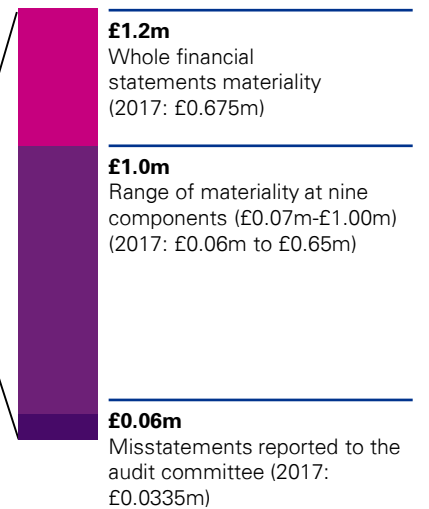 £1.2m
Whole financial
statements materiality
(2017: £0.675m)
£1.0m
Range of materiality at nine
components (£0.07m-£1.00m)
(2017: £0.06m to £0.65m)
£0.06m
Misstatements reported to the
audit committee (2017:
£0.0335m)